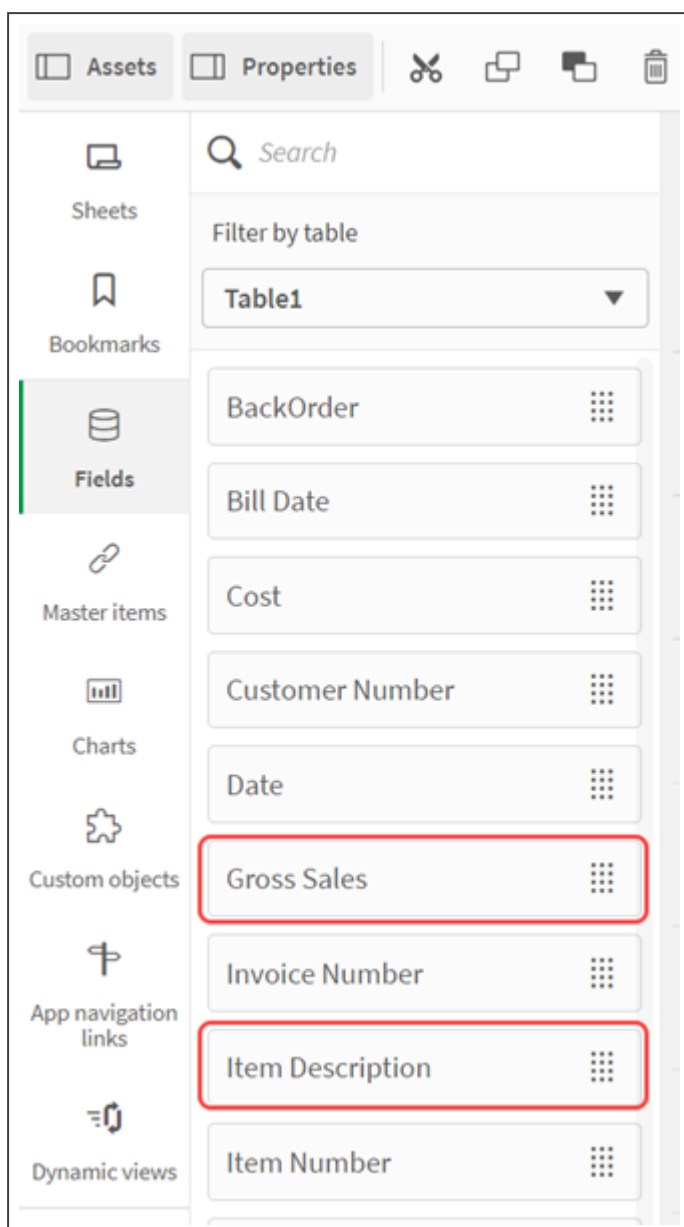 Assets
Properties
Sheets
Bookmarks
Fields
Master items
Charts
Custom objects
App navigation
links
Dynamic views
Search
Filter by table
Table1
BackOrder
Bill Date
Cost
Customer Number
Date
Gross Sales
Invoice Number
Item Description
Item Number